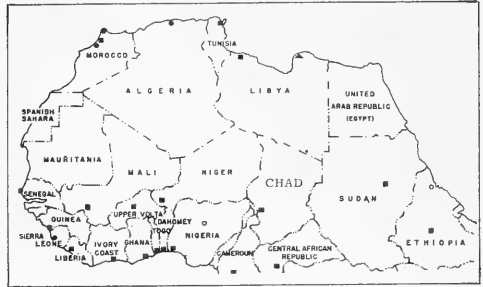 TUNISIA
MOROCCO
ALGERIA
LIBYA
UNITED
ARAB REPUBLIC
(EGYPT)
SPANISH
SAHARA
MAURITANIA
MALI
NIGER
CHAD
SUDAN
SENEGAL
GUINEA
UPPER VOLTA
DAHOMEY
TOGO
NIGERIA
SIERRA
LEONE
LIBERIA
IVORY
COAST
GHANA
CAMEROUN
CENTRAL AFRICAN
REPUBLIC
ETHIOPIA